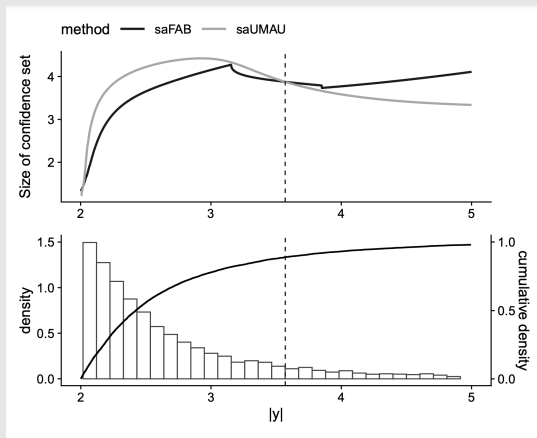 method saFAB saUMAU
Size of confidence set
4
3
2
2 3 4 5
density
1.5
1.0
0.5
0.0
cumulative density
1.0
0.5
0.0
2 3 4 5
|y|